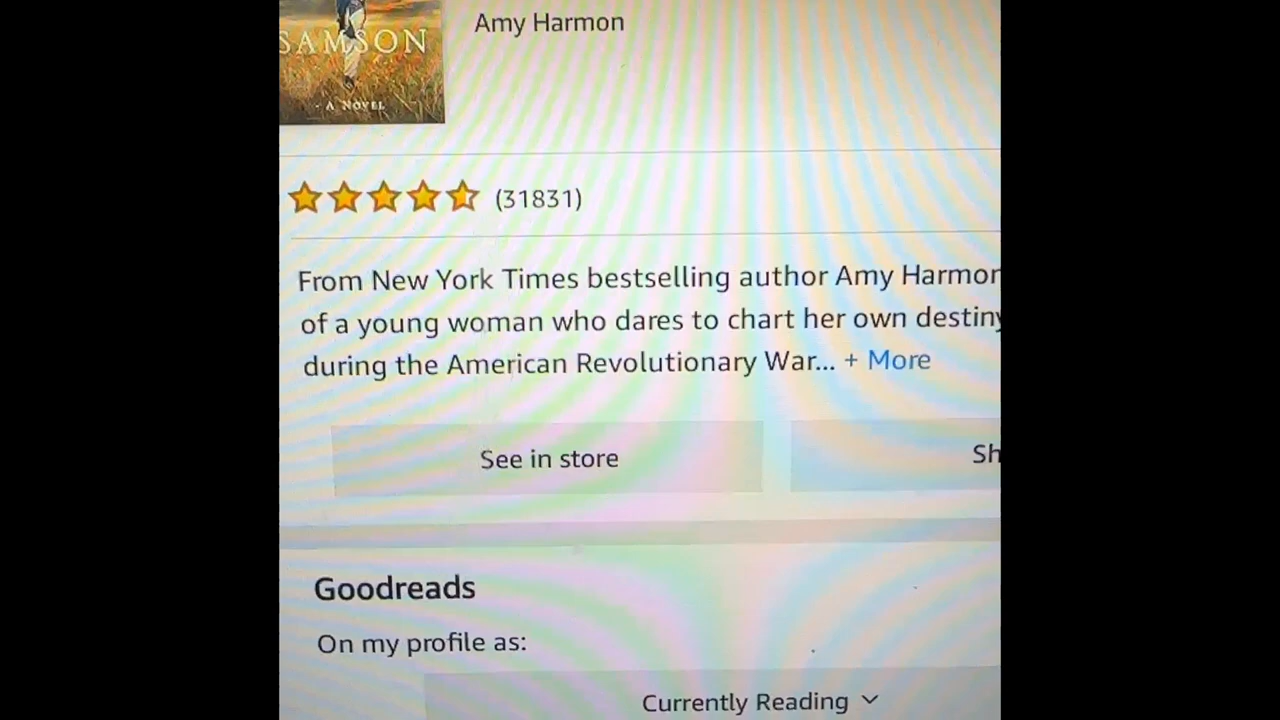 Amy Harmon
SAMSON
A NOVEL
(31831)
From New York Times bestselling author Amy Harmon
of a young woman who dares to chart her own destiny
during the American Revolutionary War... + More
See in store
Sh
Goodreads
On my profile as:
Currently Reading